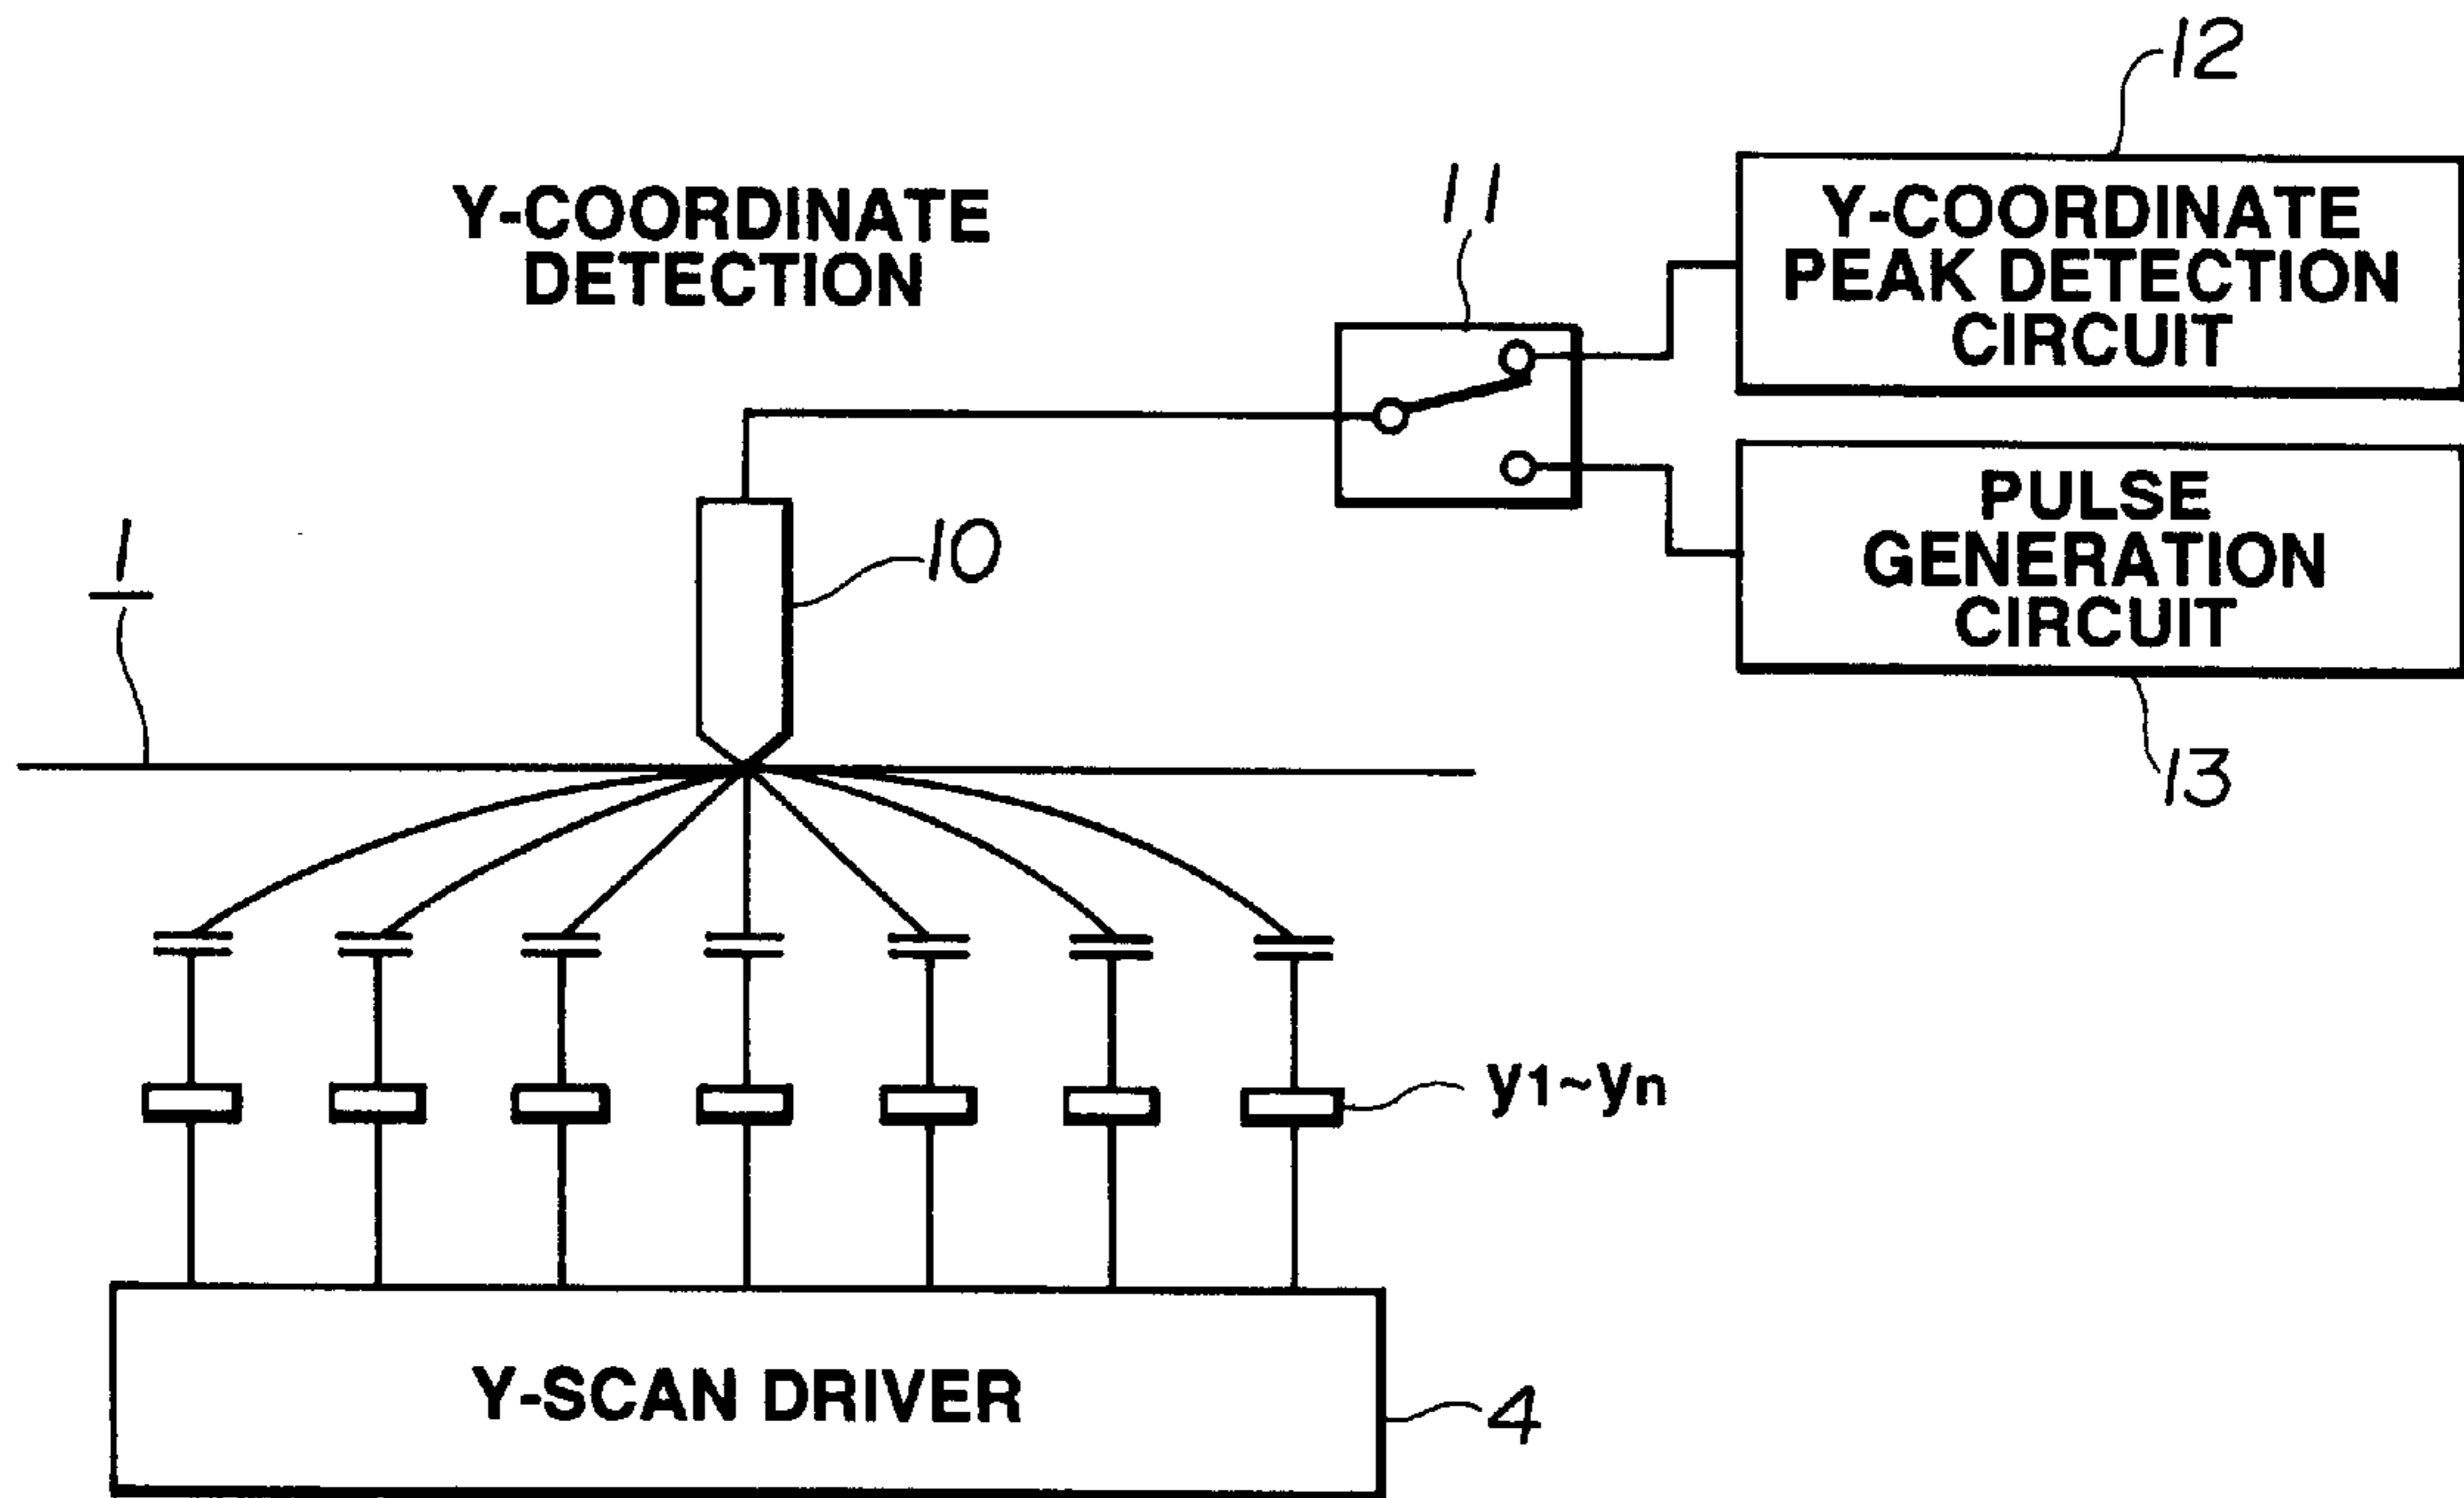 12
11
Y-COORDINATE
DETECTION
Y-COORDINATE
PEAK DETECTION
CIRCUIT
10
1
PULSE
GENERATION
CIRCUIT
13
y1~yn
Y-SCAN DRIVER
4